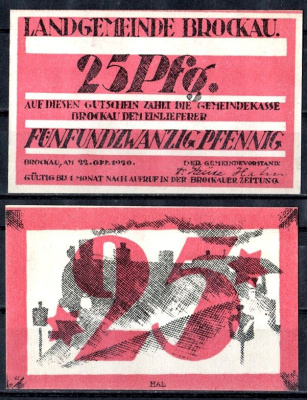 LANDGEMEINDE BROCKAU.
25 Pfg.
AUF DIESEN GUTSCHEIN ZAHLT DIE GEMEINDEKASSE
BROCKAU DEM EINLIEFERER
FÜNFUNDZWANZIG PFENNIG
BROCKAU, AM 22. OKT. 1920. DER GEMEINDEVORSTAND.
GÜLTIG BIS 1 MONAT NACH AUFRUF IN DER BROCKAUER ZEITUNG.
25
HAL